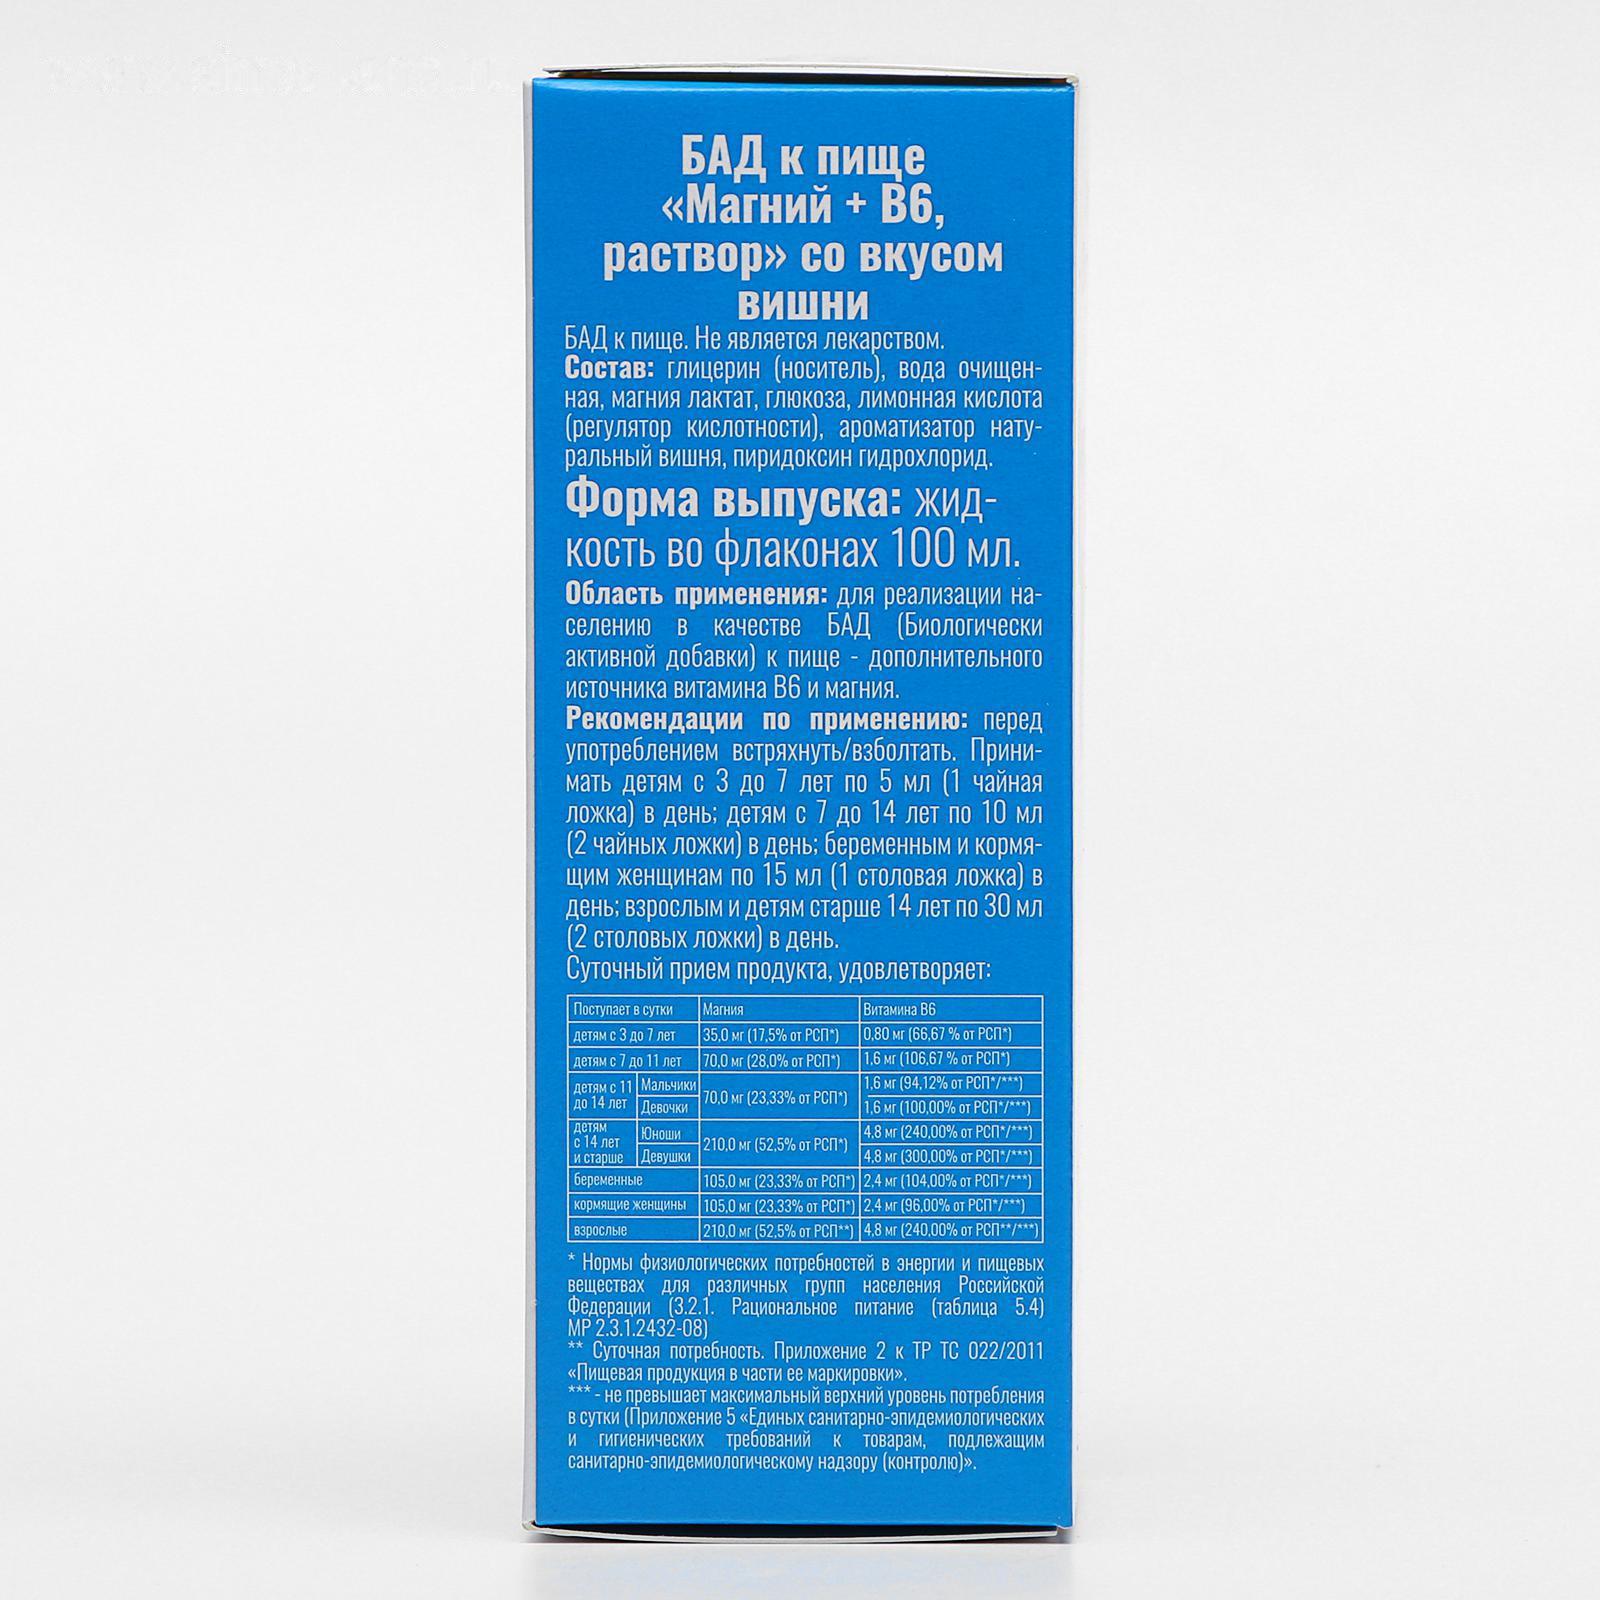 БАД к пище
«Магний + В6,
раствор» со вкусом
вишни
БАД к пище. Не является лекарством.
Состав: глицерин (носитель), вода очищен-
ная, магния лактат, глюкоза, лимонная кислота
(регулятор кислотности), ароматизатор нату-
ральный вишня, пиридоксин гидрохлорид.
Форма выпуска: жид-
кость во флаконах 100 мл.
Область применения: для реализации на-
селению в качестве БАД (Биологически
активной добавки) к пище - дополнительного
источника витамина В6 и магния.
Рекомендации по применению: перед
употреблением встряхнуть/взболтать. Прини-
мать детям с 3 до 7 лет по 5 мл (1 чайная
ложка) в день; детям с 7 до 14 лет по 10 мл
(2 чайных ложки) в день; беременным и кормя-
щим женщинам по 15 мл (1 столовая ложка) в
день; взрослым и детям старше 14 лет по 30 мл
(2 столовых ложки) в день.
Суточный прием продукта, удовлетворяет:
Поступает в сутки Магния Витамина В6
детям с 3 до 7 лет 35,0 мг (17,5% от РСП*) 0,80 мг (66,67 % от РСП*)
детям с 7 до 11 лет 70,0 мг (28,0% от РСП*) 1,6 мг (106,67 % от РСП*)
детям с 11 до 14 лет Мальчики 70,0 мг (23,33% от РСП*) 1,6 мг (94,12% от РСП*/***)
Девочки 1,6 мг (100,00% от РСП*/***)
детям с 14 лет и старше Юноши 210,0 мг (52,5% от РСП*) 4,8 мг (240,00% от РСП*/***)
Девушки 4,8 мг (300,00% от РСП*/***)
беременные 105,0 мг (23,33% от РСП*) 2,4 мг (104,00% от РСП*/***)
кормящие женщины 105,0 мг (23,33% от РСП*) 2,4 мг (96,00% от РСП*/***)
взрослые 210,0 мг (52,5% от РСП**) 4,8 мг (240,00% от РСП**/***)
* Нормы физиологических потребностей в энергии и пищевых
веществах для различных групп населения Российской
Федерации (3.2.1. Рациональное питание (таблица 5.4)
МР 2.3.1.2432-08)
** Суточная потребность. Приложение 2 к ТР ТС 022/2011
«Пищевая продукция в части ее маркировки».
*** - не превышает максимальный верхний уровень потребления
в сутки (Приложение 5 «Единых санитарно-эпидемиологических
и гигиенических требований к товарам, подлежащим
санитарно-эпидемиологическому надзору (контролю)».